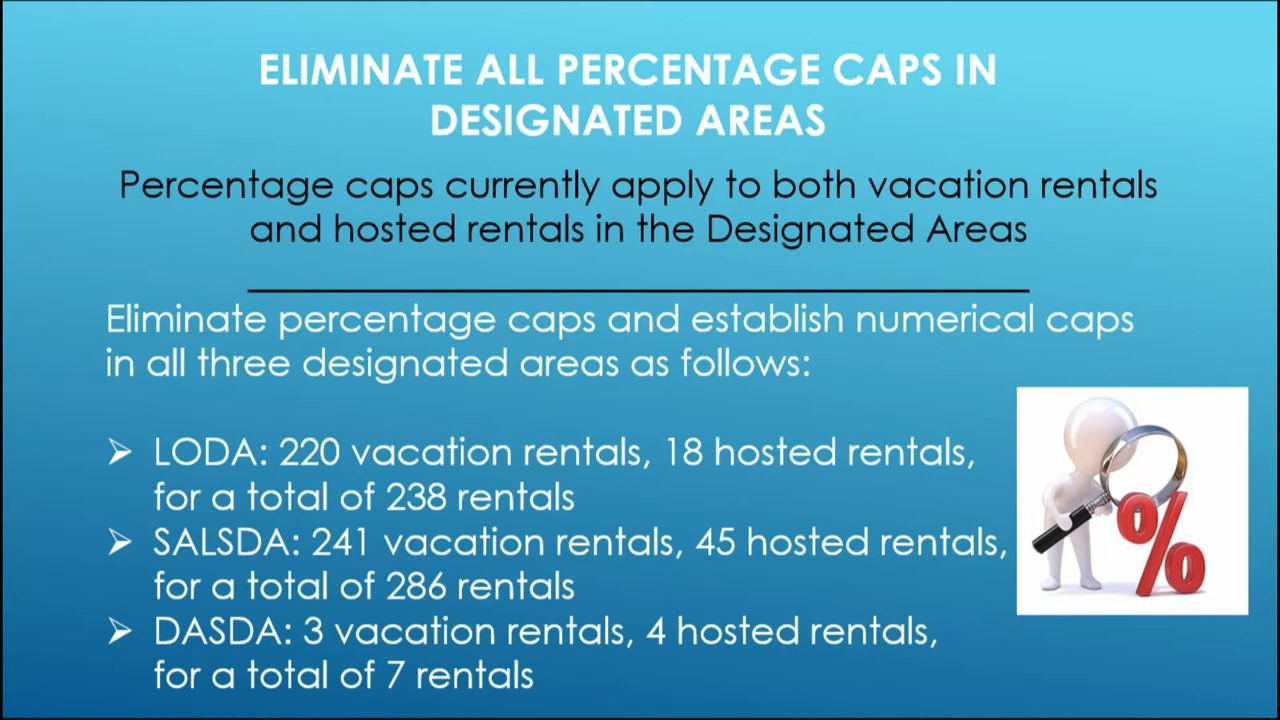 ELIMINATE ALL PERCENTAGE CAPS IN
DESIGNATED AREAS
Percentage caps currently apply to both vacation rentals
and hosted rentals in the Designated Areas
Eliminate percentage caps and establish numerical caps
in all three designated areas as follows:
➢ LODA: 220 vacation rentals, 18 hosted rentals,
for a total of 238 rentals
➢ SALSDA: 241 vacation rentals, 45 hosted rentals,
for a total of 286 rentals
➢ DASDA: 3 vacation rentals, 4 hosted rentals,
for a total of 7 rentals
%